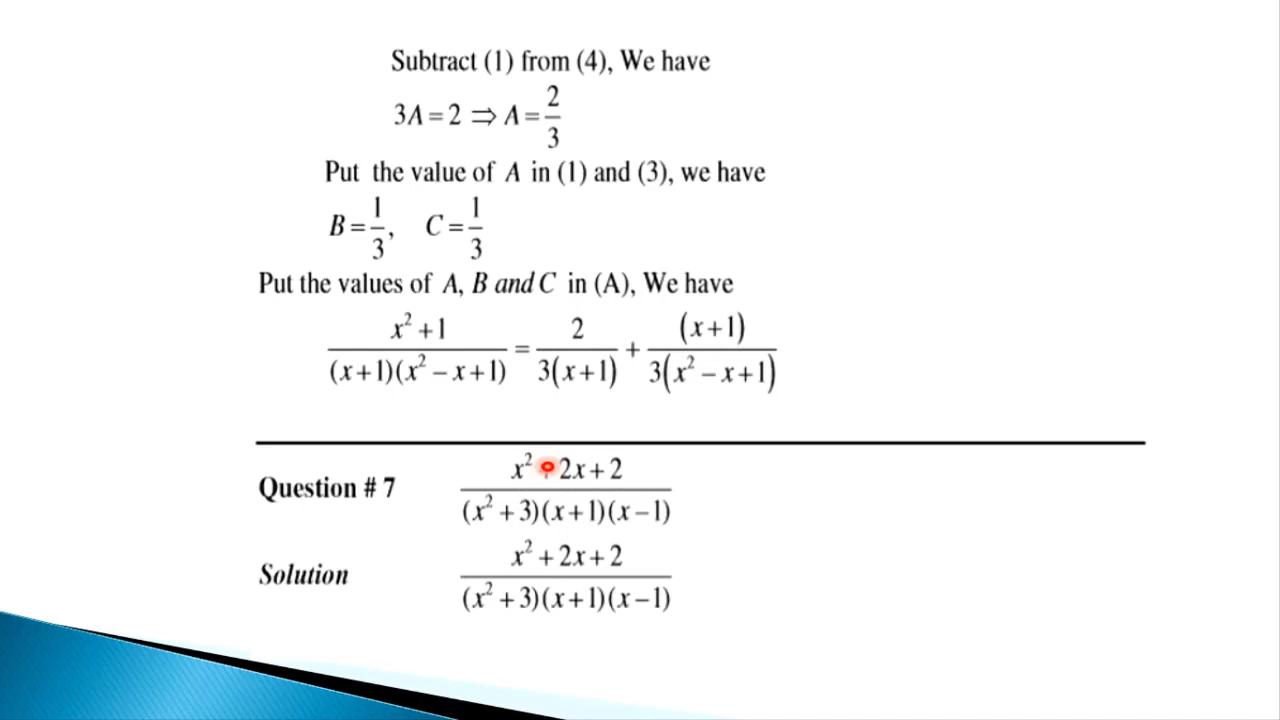 Subtract (1) from (4), We have
3A = 2 ⇒ A = 2/3
Put the value of A in (1) and (3), we have
B = 1/3, C = 1/3
Put the values of A, B and C in (A), We have
(x² + 1)/((x + 1)(x² − x + 1)) = 2/(3(x + 1)) + (x + 1)/(3(x² − x + 1))
Question # 7 (x² 2x + 2)/((x² + 3)(x + 1)(x − 1))
Solution (x² + 2x + 2)/((x² + 3)(x + 1)(x − 1))